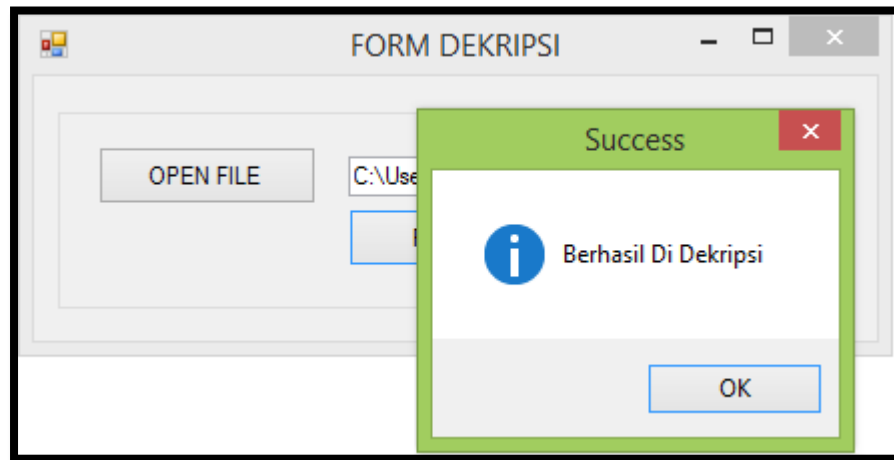 FORM DEKRIPSI
Success
OPEN FILE
C:\Use
Berhasil Di Dekripsi
OK